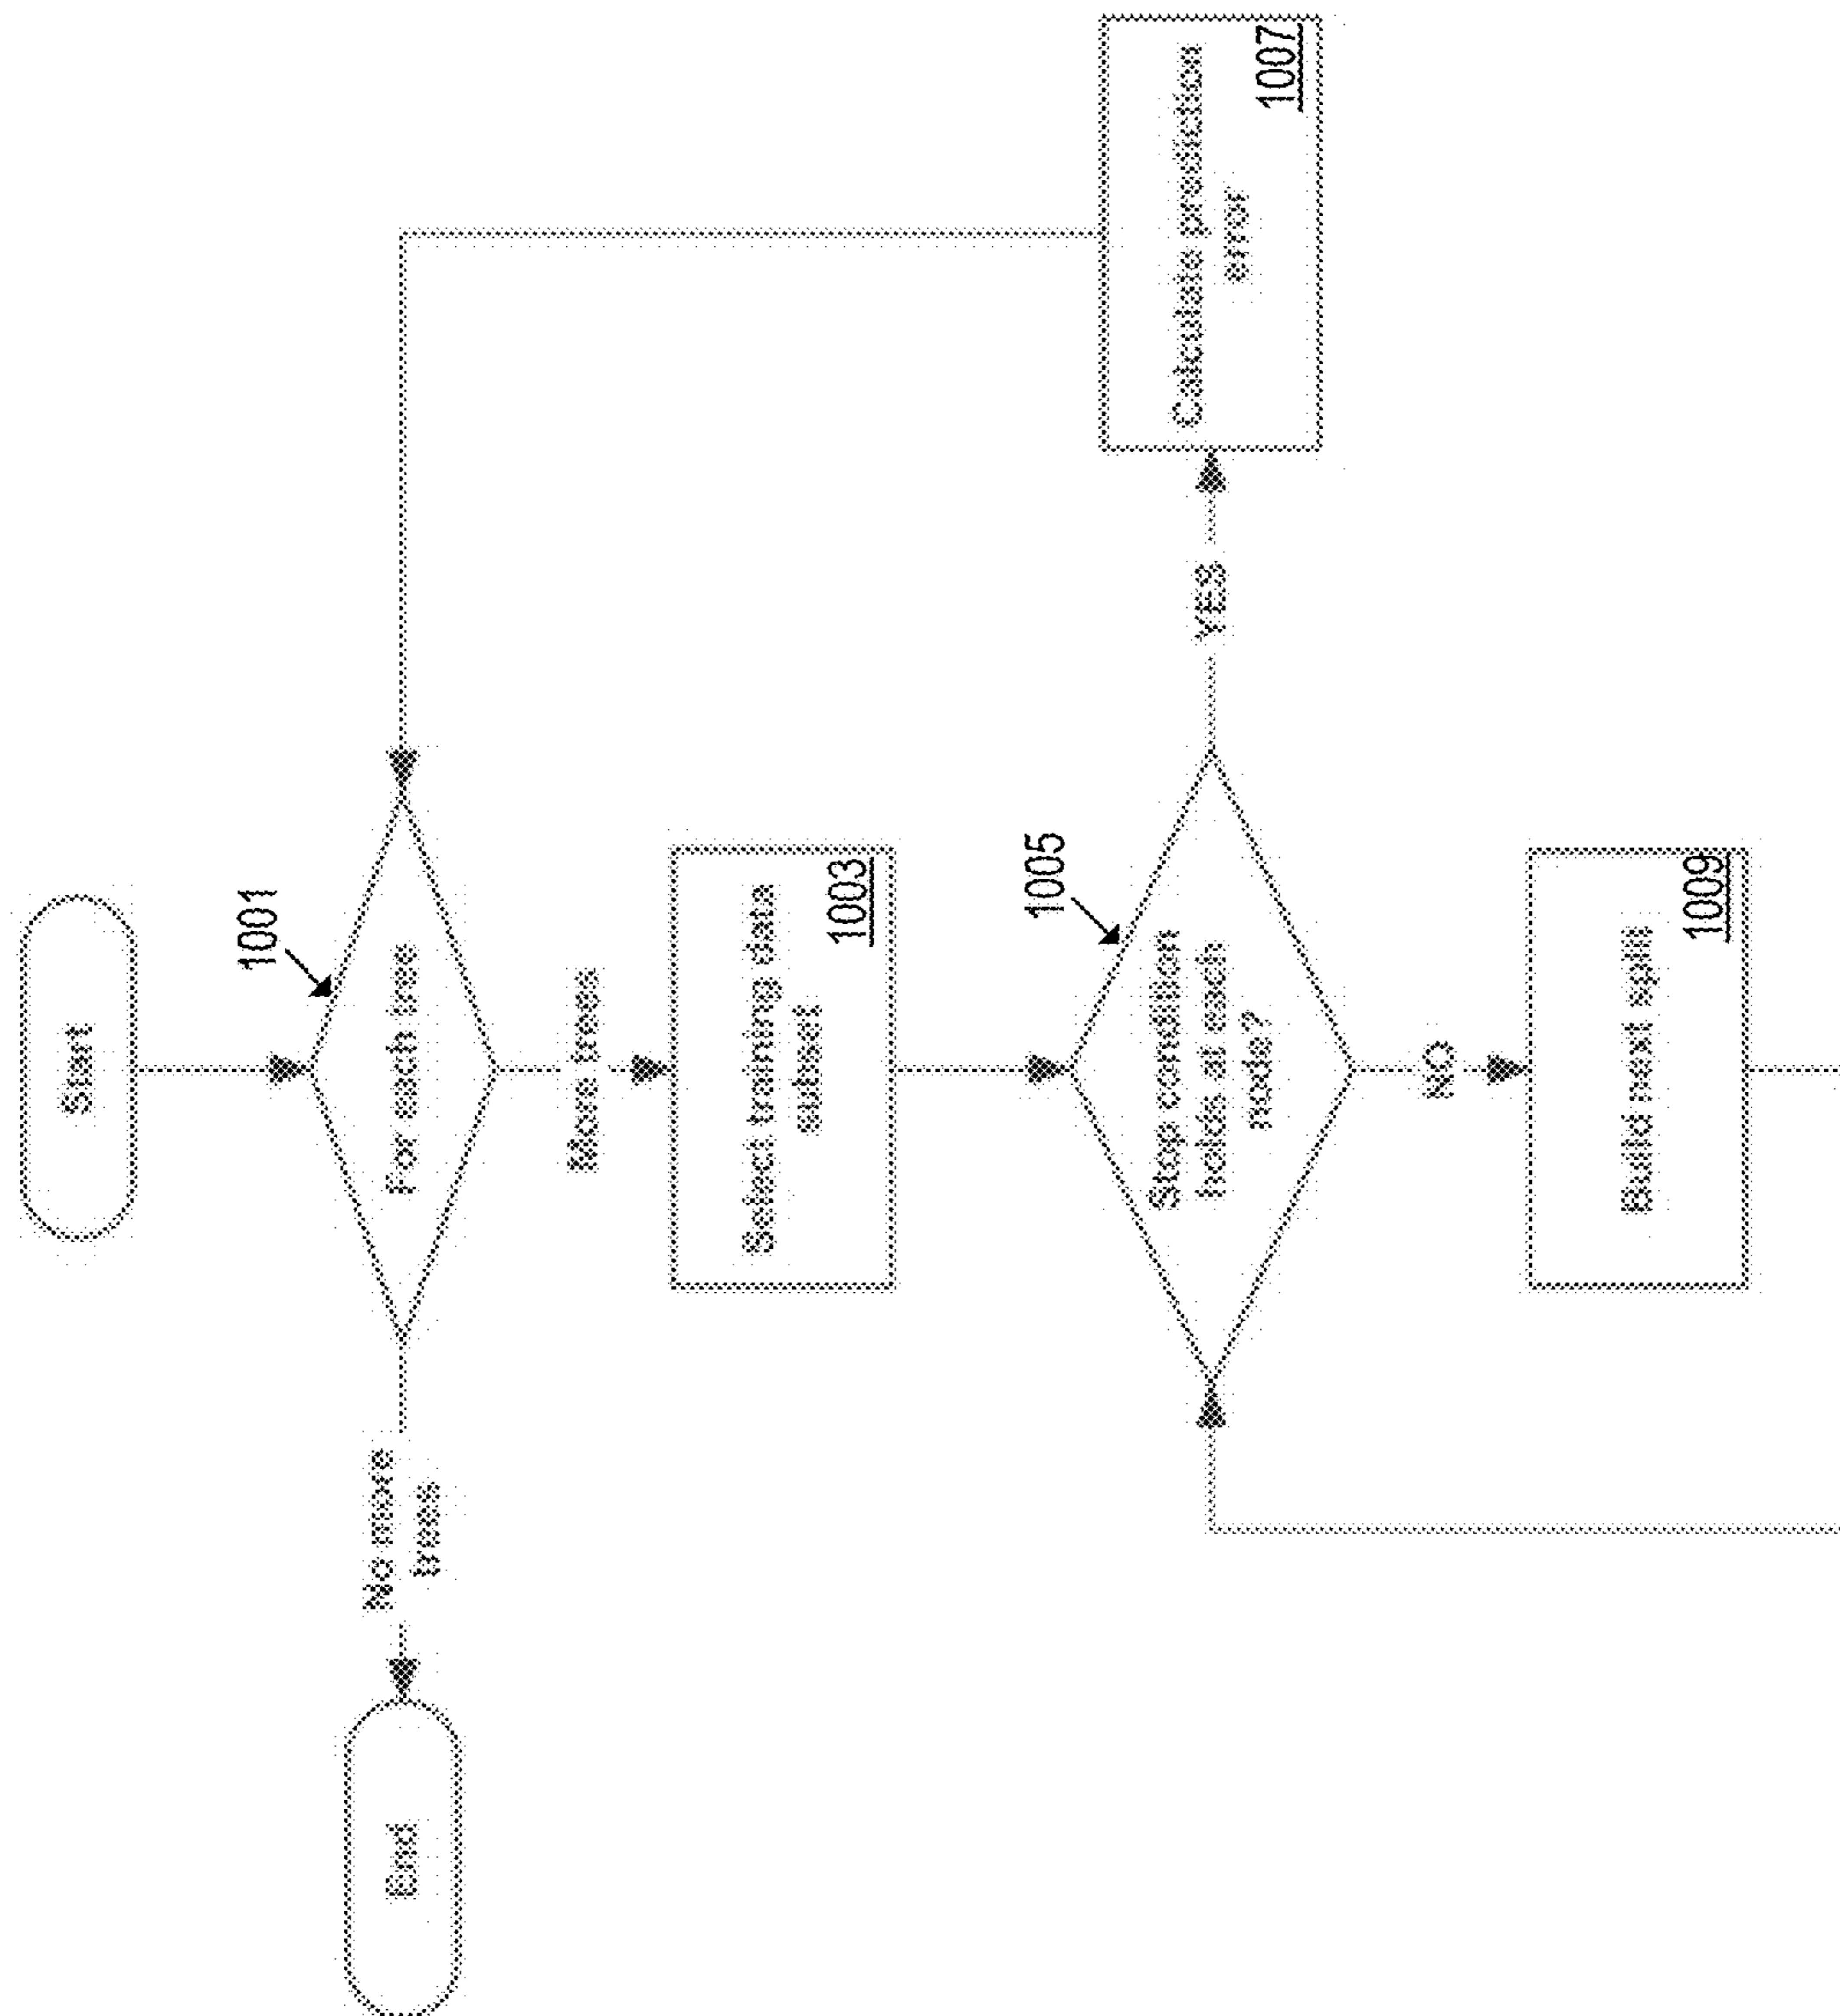 Start
1001
For each tree
No more
trees
End
More trees
Select training data
subset
1003
1005
Stop condition
holds at each
node?
YES
Calculate prediction
error
1007
NO
Build next split
1009